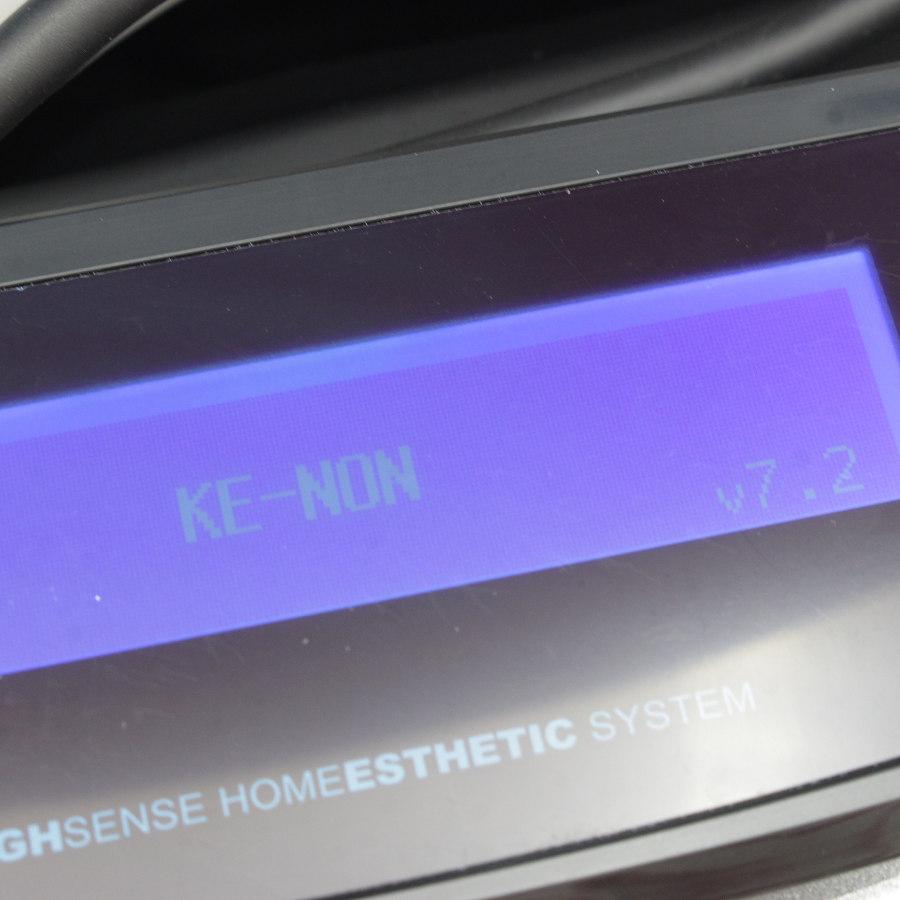 KE-NON
v7.2
GHSENSE HOMEESTHETIC SYSTEM